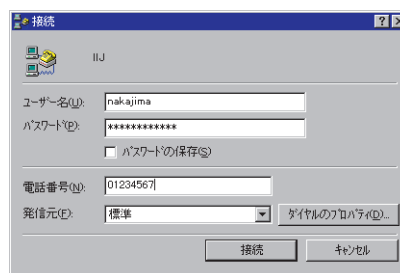 接続
IIJ
ユーザー名(U): nakajima
パスワード(P): ************
パスワードの保存(S)
電話番号(N): 01234567
発信元(F): 標準 ダイヤルのプロパティ(D)...
接続 キャンセル